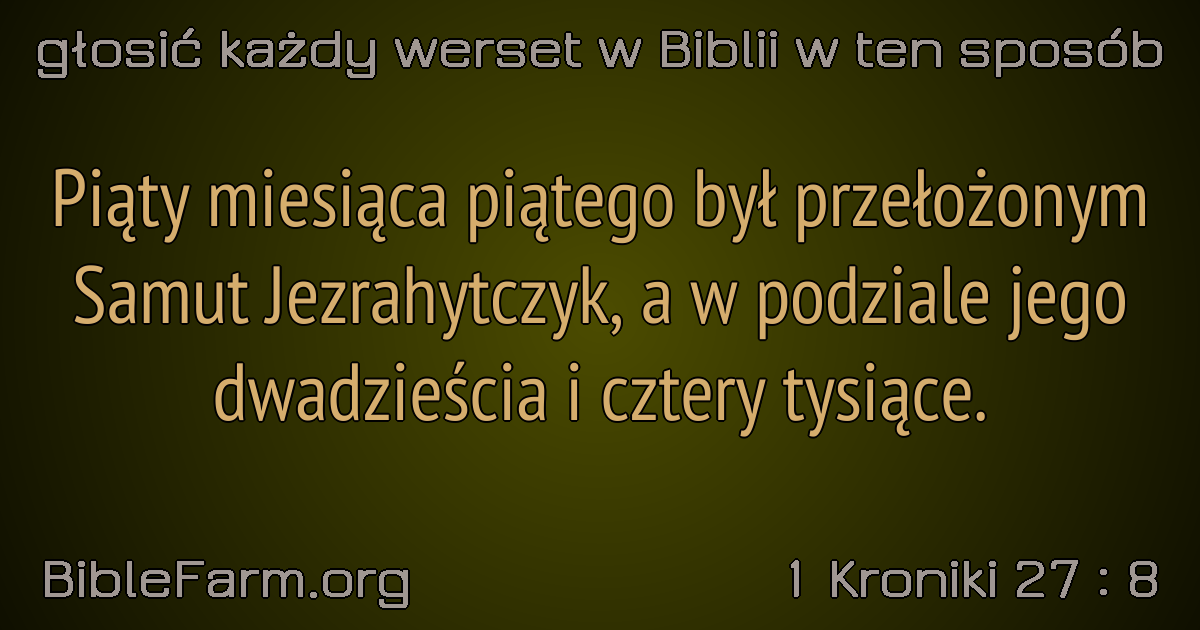 głosić każdy werset w Biblii w ten sposób
Piąty miesiąca piątego był przełożonym
Samut Jezrahytczyk, a w podziale jego
dwadzieścia i cztery tysiące.
BibleFarm.org
1 Kroniki 27 : 8